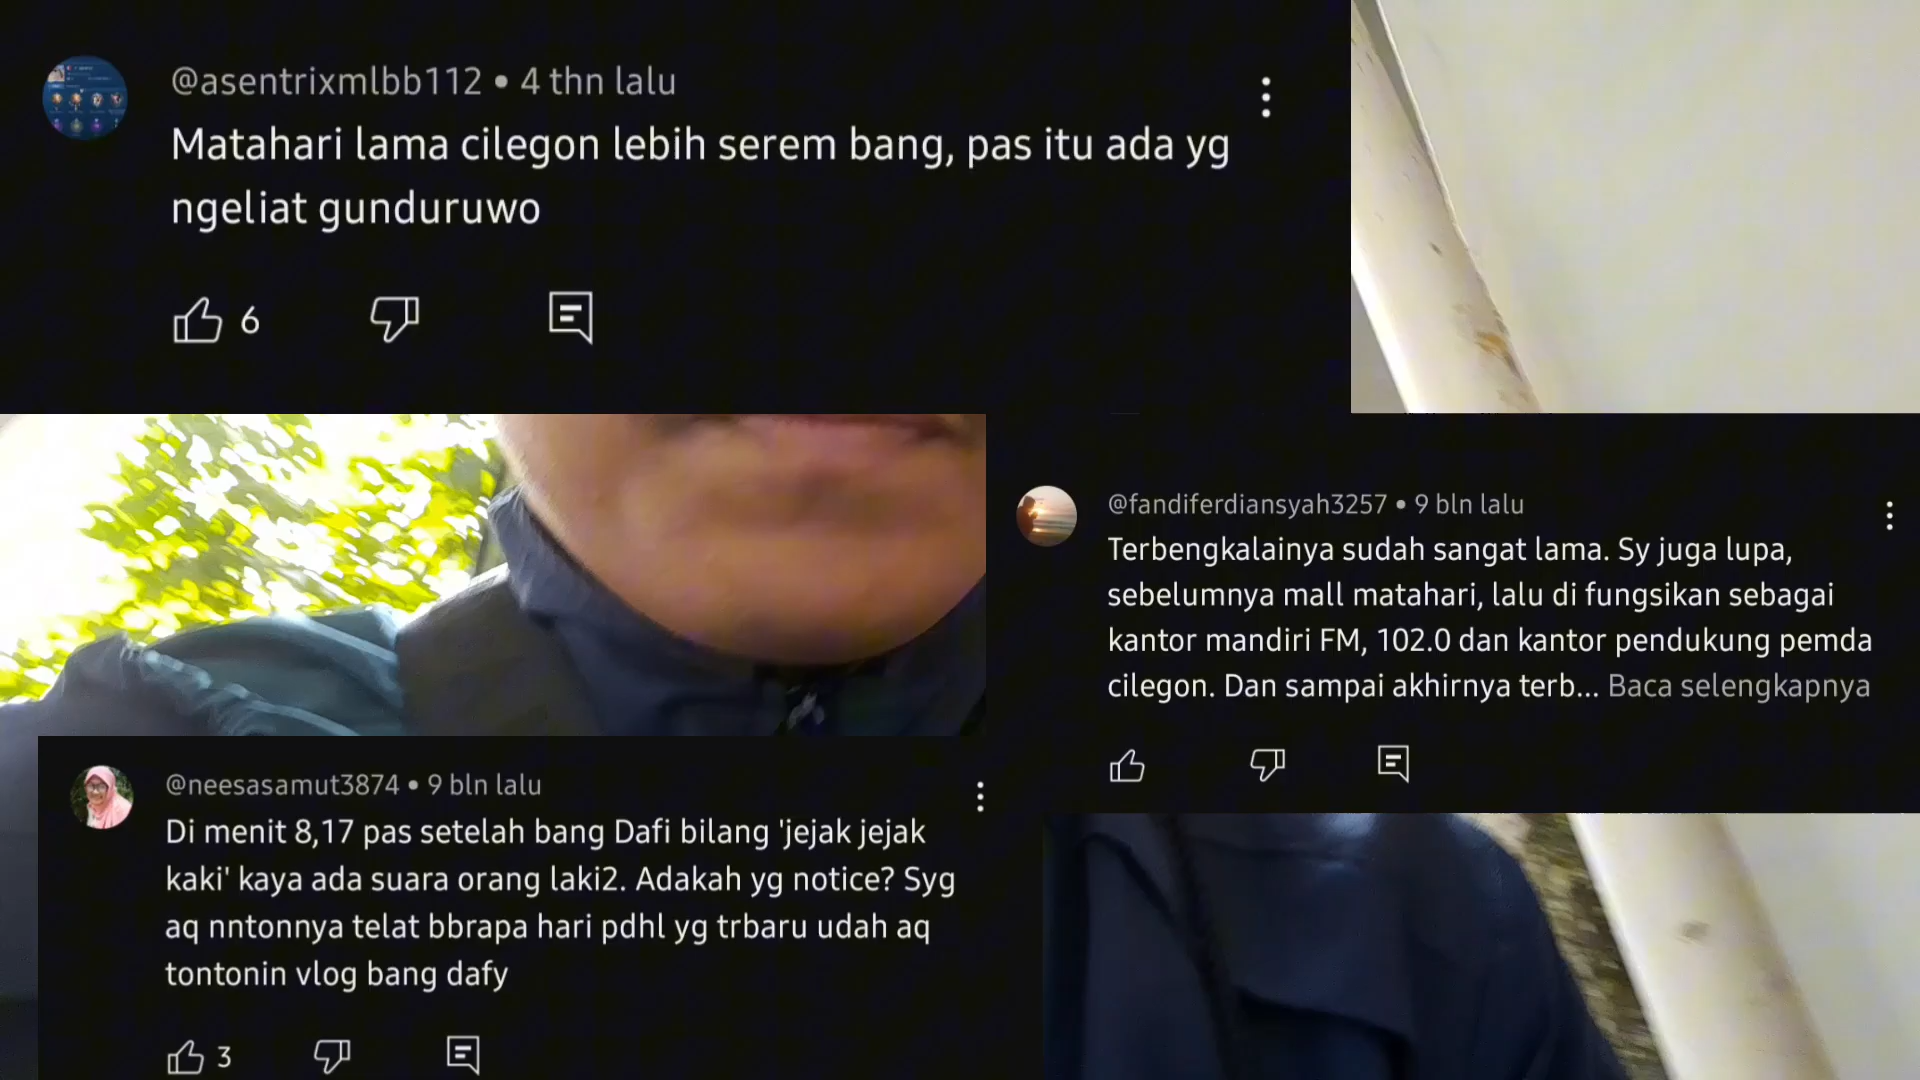 @asentrixmlbb112 • 4 thn lalu
Matahari lama cilegon lebih serem bang, pas itu ada yg
ngeliat gunduruwo
6
@fandiferdiansyah3257 • 9 bln lalu
Terbengkalainya sudah sangat lama. Sy juga lupa,
sebelumnya mall matahari, lalu di fungsikan sebagai
kantor mandiri FM, 102.0 dan kantor pendukung pemda
cilegon. Dan sampai akhirnya terb... Baca selengkapnya
@neesasamut3874 • 9 bln lalu
Di menit 8,17 pas setelah bang Dafi bilang 'jejak jejak
kaki' kaya ada suara orang laki2. Adakah yg notice? Syg
aq nntonnya telat bbrapa hari pdhl yg trbaru udah aq
tontonin vlog bang dafy
3